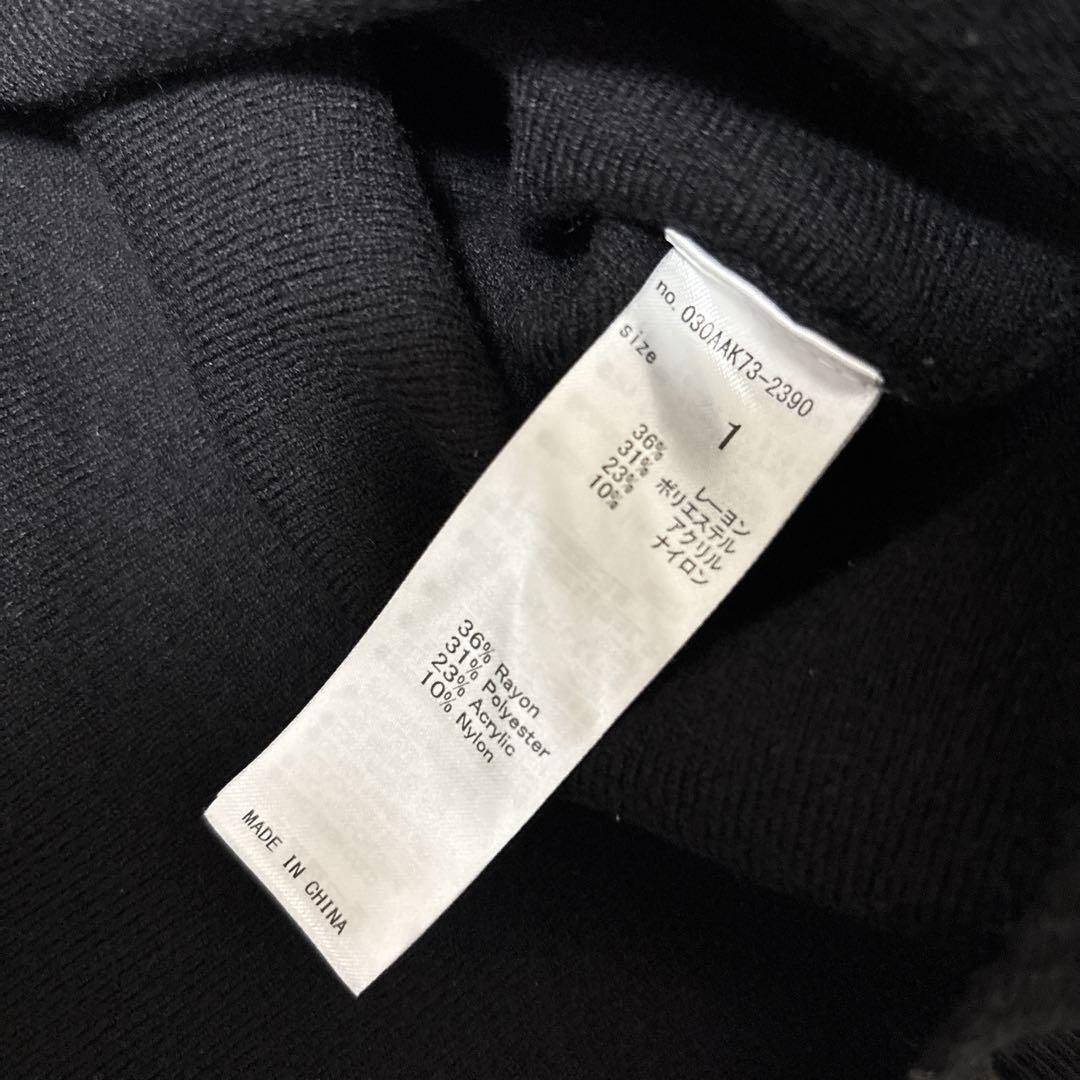 no. 030AAK73-2390
size 1
36% レーヨン
31% ポリエステル
23% アクリル
10% ナイロン
36% Rayon
31% Polyester
23% Acrylic
10% Nylon
MADE IN CHINA